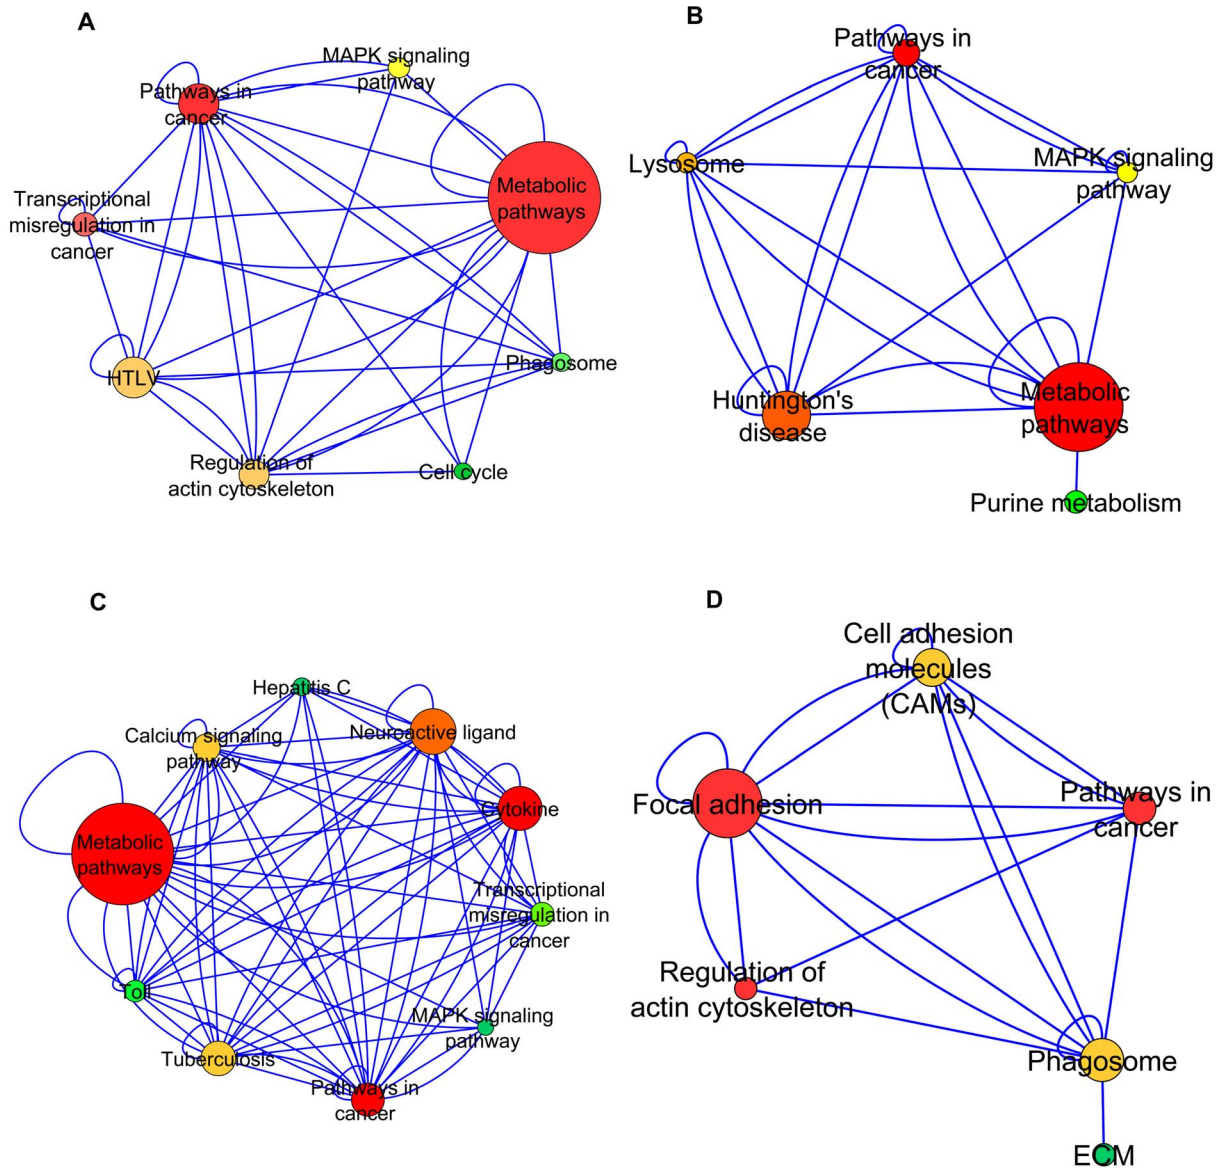 A
MAPK signaling
pathway
Pathways in
cancer
Metabolic
pathways
Transcriptional
misregulation in
cancer
HTLV
Phagosome
Regulation of
actin cytoskeleton
Cell cycle
B
Pathways in
cancer
Lysosome
MAPK signaling
pathway
Huntington's
disease
Metabolic
pathways
Purine metabolism
C
Hepatitis C
Calcium signaling
pathway
Neuroactive ligand
Cytokine
Metabolic
pathways
Transcriptional
misregulation in
cancer
Toll
MAPK signaling
pathway
Tuberculosis
Pathways in
cancer
D
Cell adhesion
molecules
(CAMs)
Focal adhesion
Pathways in
cancer
Regulation of
actin cytoskeleton
Phagosome
ECM